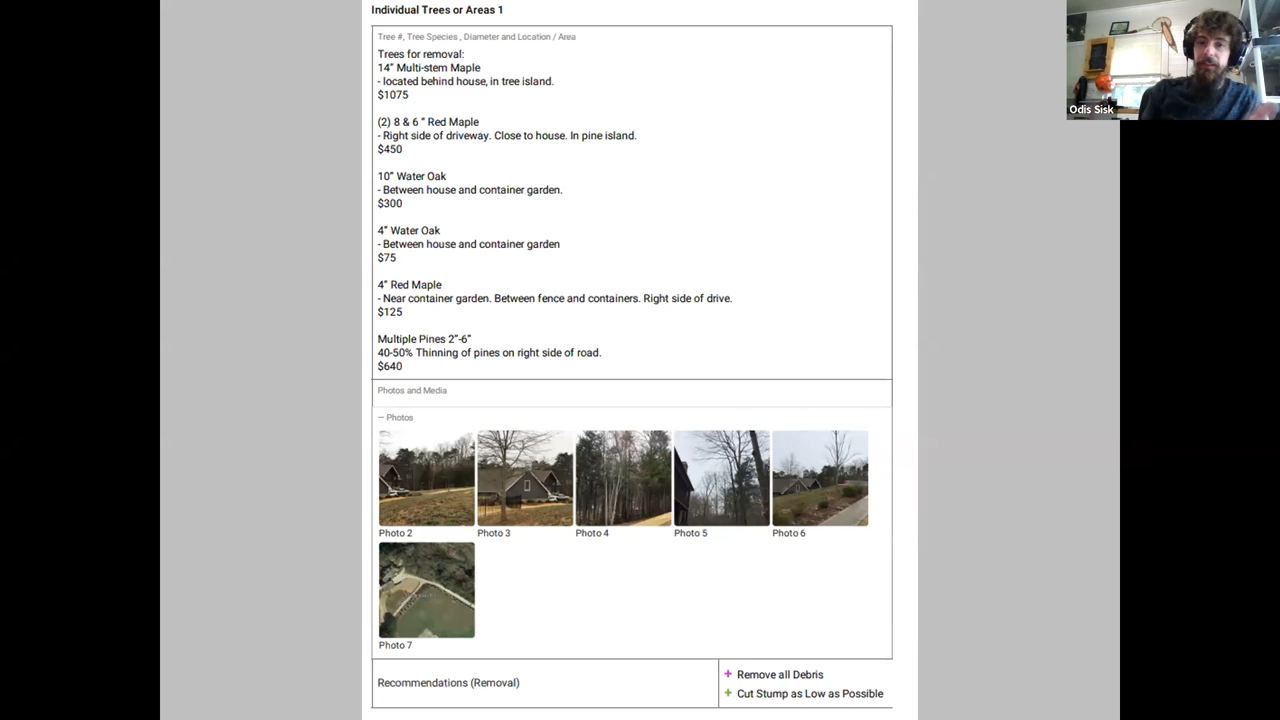 Individual Trees or Areas 1
Odis Sisk
Tree #, Tree Species , Diameter and Location / Area
Trees for removal:
14” Multi-stem Maple
- located behind house, in tree island.
$1075
(2) 8 & 6 “ Red Maple
- Right side of driveway. Close to house. In pine island.
$450
10” Water Oak
- Between house and container garden.
$300
4” Water Oak
- Between house and container garden
$75
4” Red Maple
- Near container garden. Between fence and containers. Right side of drive.
$125
Multiple Pines 2”-6”
40-50% Thinning of pines on right side of road.
$640
Photos and Media
– Photos
Photo 2
Photo 3
Photo 4
Photo 5
Photo 6
Photo 7
Recommendations (Removal)
+ Remove all Debris
+ Cut Stump as Low as Possible